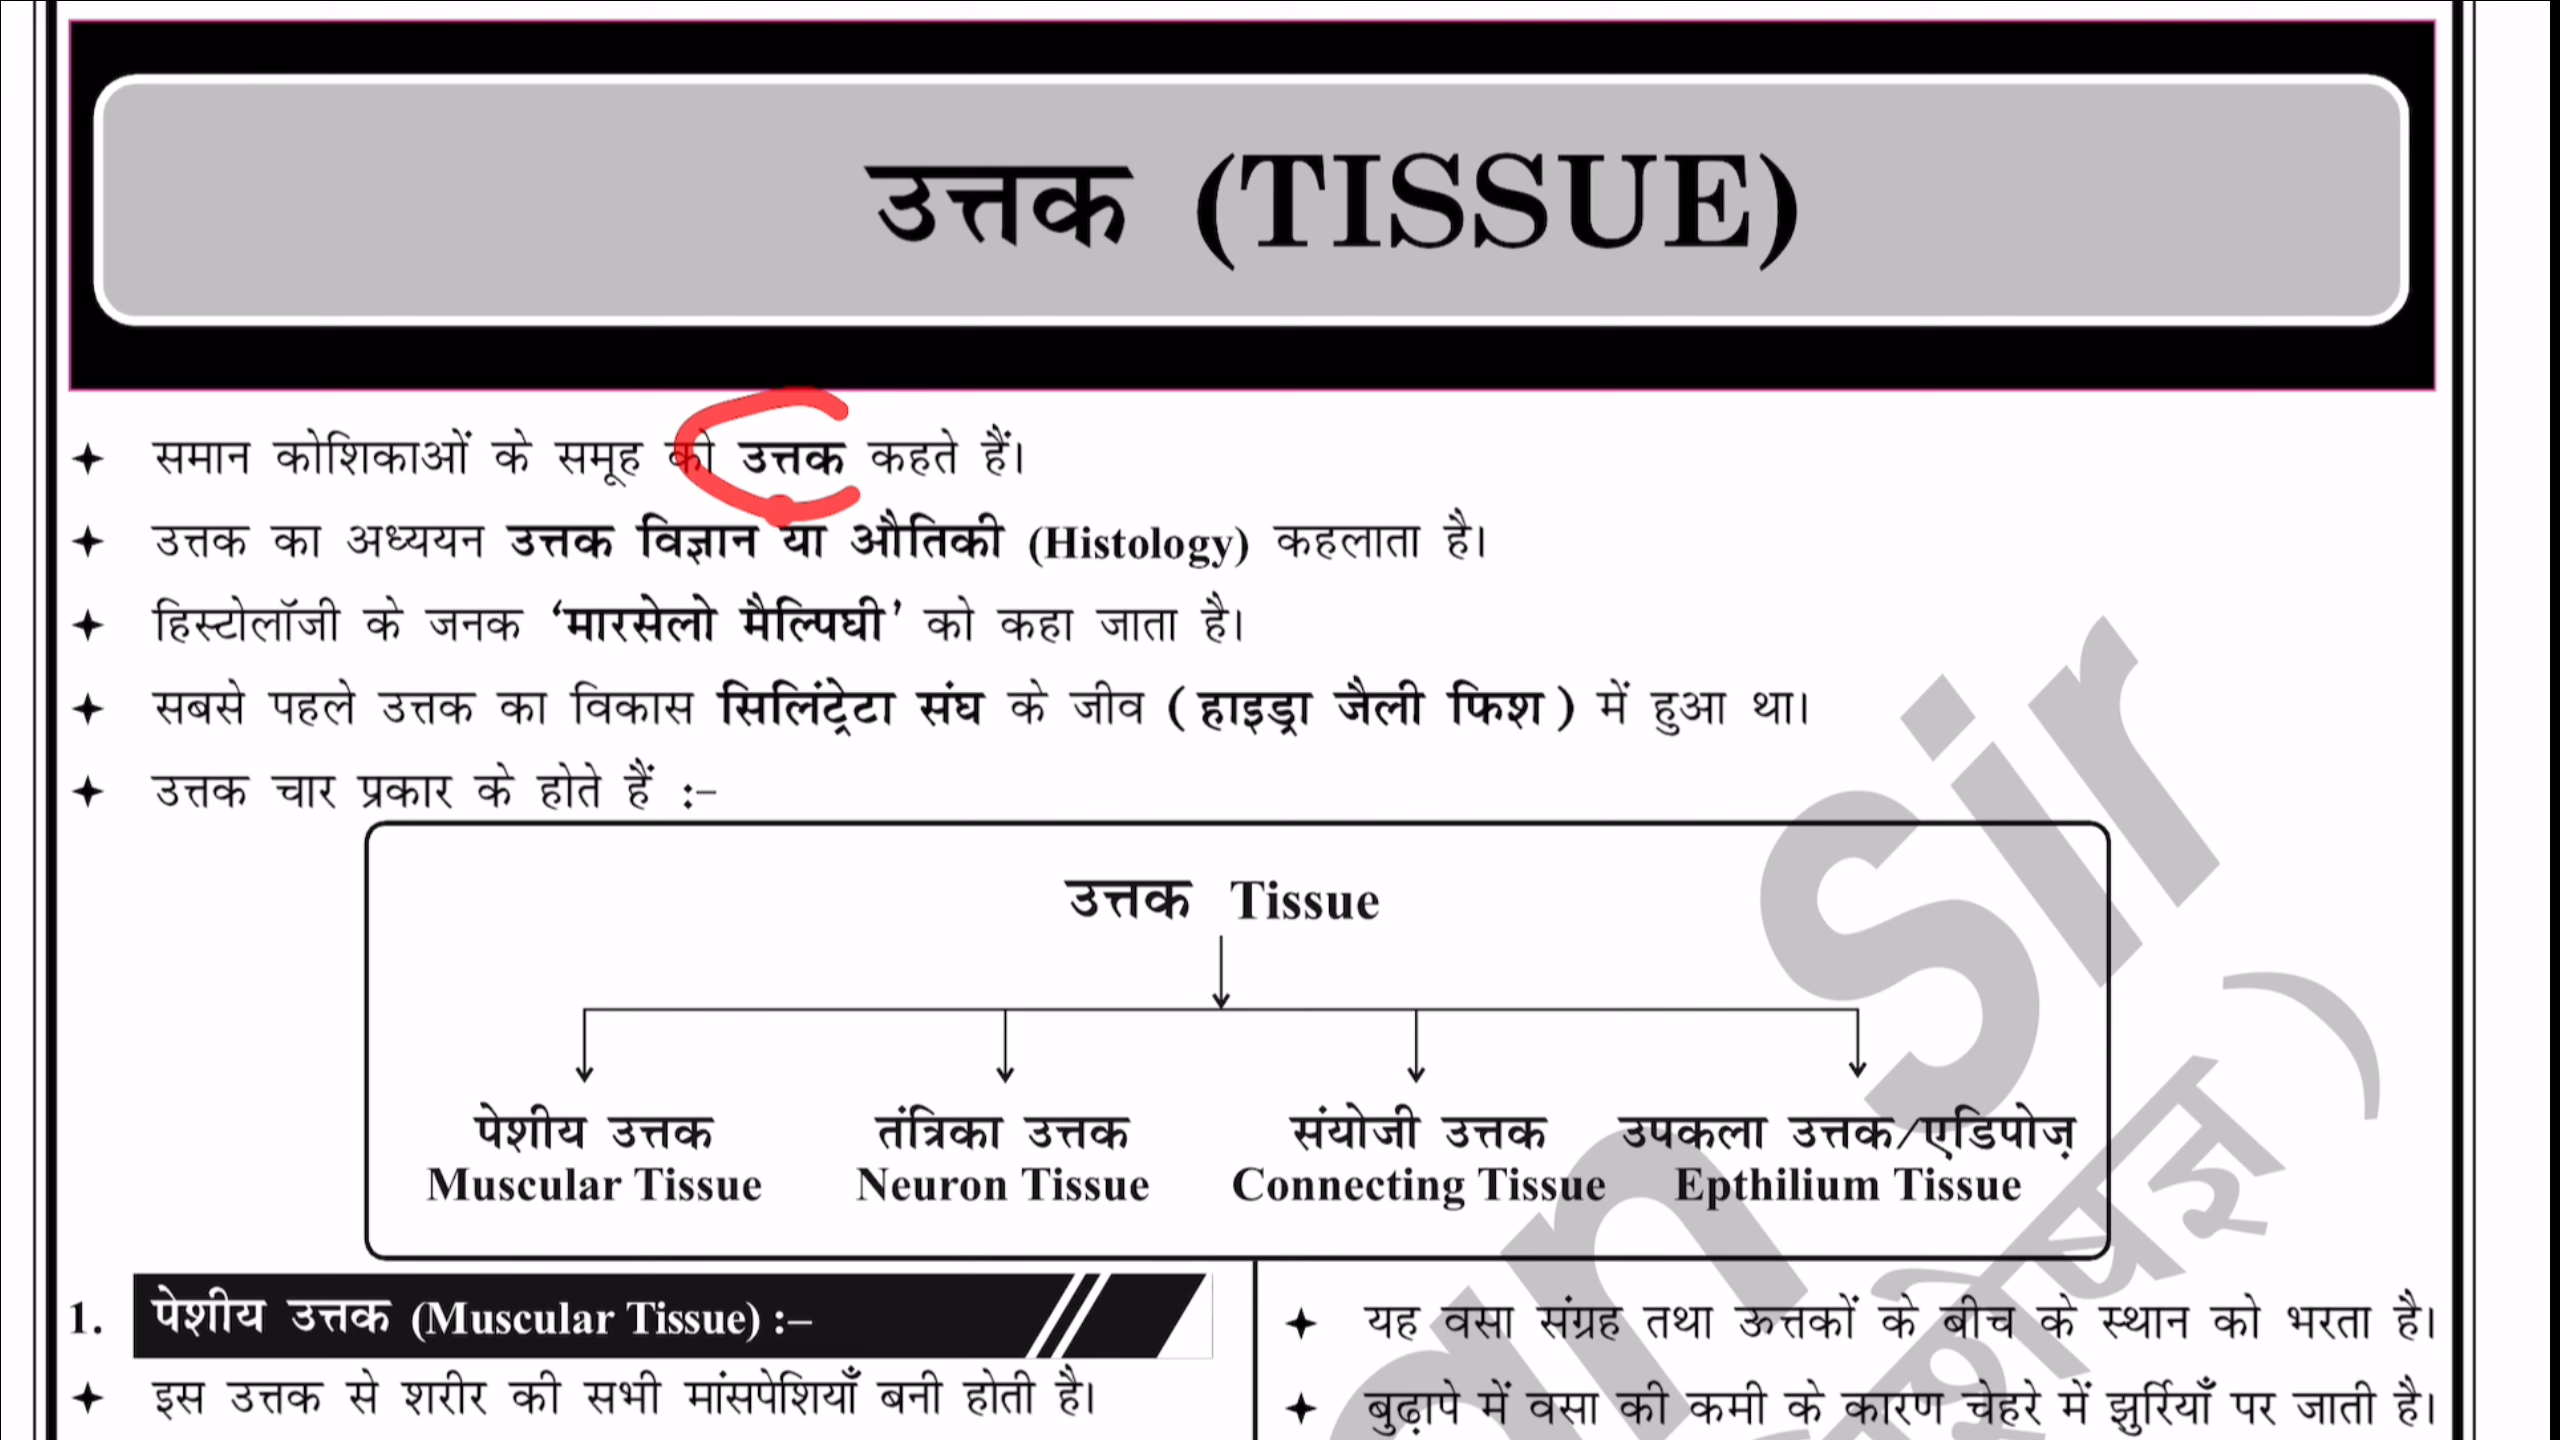 उत्तक (TISSUE)
समान कोशिकाओं के समूह को उत्तक कहते हैं।
उत्तक का अध्ययन उत्तक विज्ञान या औतिकी (Histology) कहलाता है।
हिस्टोलॉजी के जनक ‘मारसेलो मैल्पिघी’ को कहा जाता है।
सबसे पहले उत्तक का विकास सिलिंट्रेटा संघ के जीव (हाइड्रा जैली फिश) में हुआ था।
उत्तक चार प्रकार के होते हैं :–
उत्तक Tissue
पेशीय उत्तक तंत्रिका उत्तक संयोजी उत्तक उपकला उत्तक/एडिपोज़
Muscular Tissue Neuron Tissue Connecting Tissue Epthilium Tissue
1. पेशीय उत्तक (Muscular Tissue) :–
इस उत्तक से शरीर की सभी मांसपेशियाँ बनी होती है।
यह वसा संग्रह तथा ऊत्तकों के बीच के स्थान को भरता है।
बुढ़ापे में वसा की कमी के कारण चेहरे में झुर्रियाँ पर जाती है।
Sir